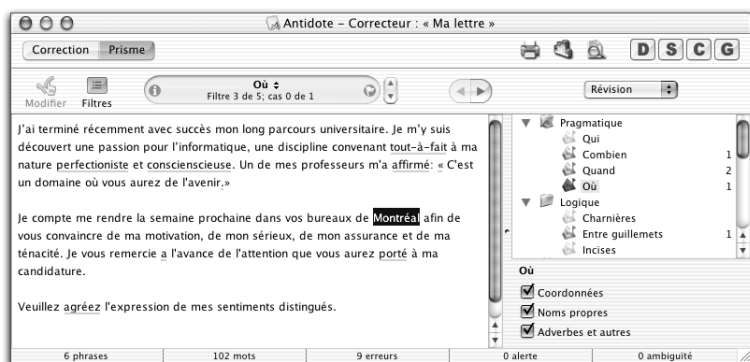 Antidote – Correcteur : « Ma lettre »
Correction Prisme
D S C G
Modifier Filtres
Où
Filtre 3 de 5; cas 0 de 1
Révision
J'ai terminé récemment avec succès mon long parcours universitaire. Je m'y suis
découvert une passion pour l'informatique, une discipline convenant tout-à-fait à ma
nature perfectioniste et consciensieuse. Un de mes professeurs m'a affirmé: « C'est
un domaine où vous aurez de l'avenir.»
Je compte me rendre la semaine prochaine dans vos bureaux de Montréal afin de
vous convaincre de ma motivation, de mon sérieux, de mon assurance et de ma
ténacité. Je vous remercie a l'avance de l'attention que vous aurez porté à ma
candidature.
Veuillez agréez l'expression de mes sentiments distingués.
Pragmatique
Qui
Combien 1
Quand 2
Où 1
Logique
Charnières
Entre guillemets 1
Incises
Où
Coordonnées
Noms propres
Adverbes et autres
6 phrases 102 mots 9 erreurs 0 alerte 0 ambiguïté